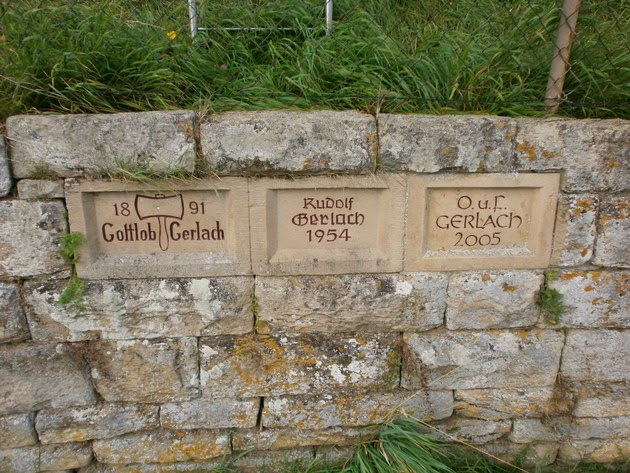 18 91
Gottlob Gerlach
Rudolf
Gerlach
1954
O. u. L.
GERLACH
2005